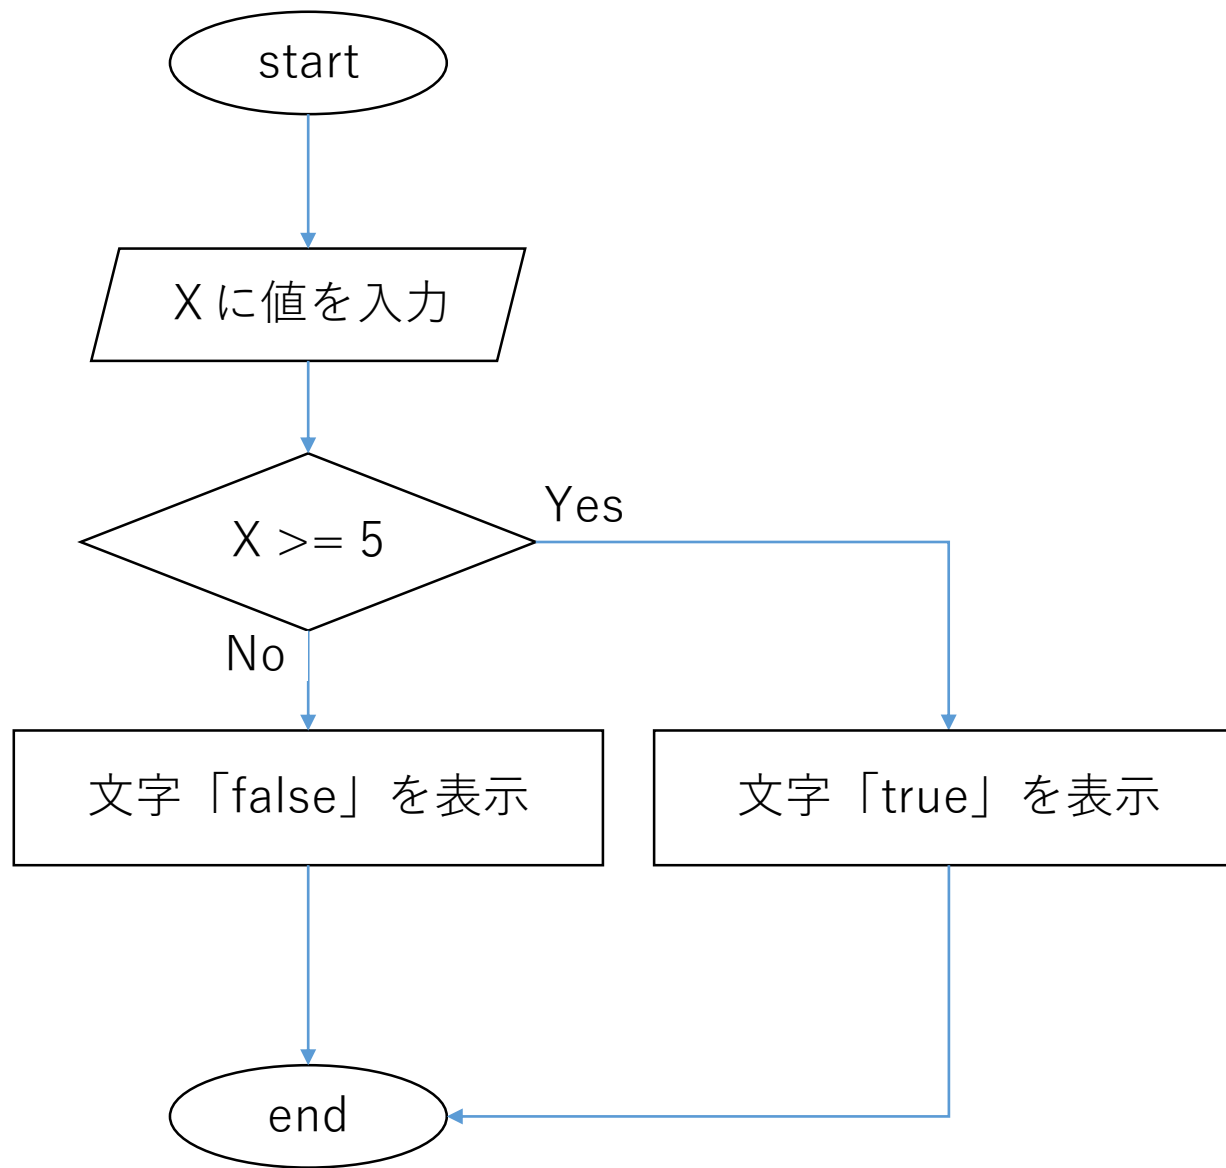 start
X に値を入力
X >= 5
Yes
No
文字「false」を表示
文字「true」を表示
end